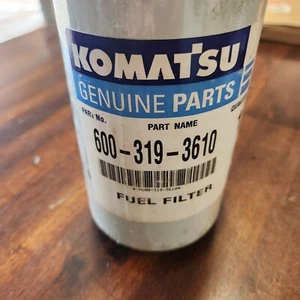 KOMATSU
GENUINE PARTS
PART No.
PART NAME
600-319-3610
FUEL FILTER